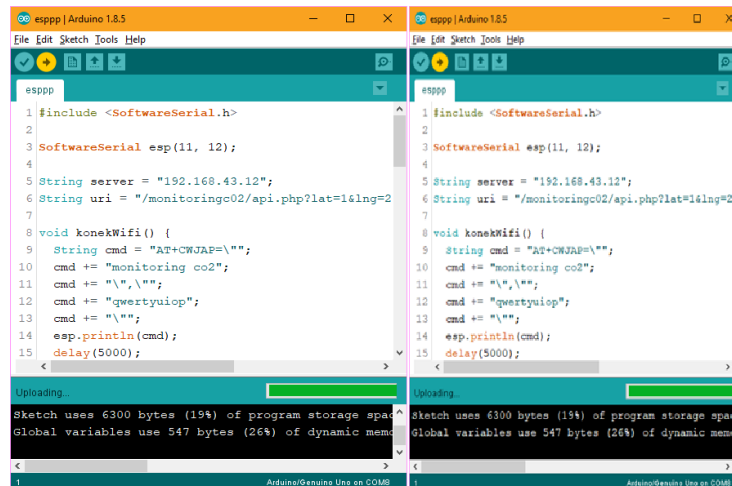 esppp | Arduino 1.8.5
File Edit Sketch Tools Help
esppp
1 #include <SoftwareSerial.h>
2
3 SoftwareSerial esp(11, 12);
4
5 String server = "192.168.43.12";
6 String uri = "/monitoringc02/api.php?lat=1&lng=2
7
8 void konekWifi() {
9 String cmd = "AT+CWJAP=\"";
10 cmd += "monitoring co2";
11 cmd += "\",\"";
12 cmd += "qwertyuiop";
13 cmd += "\"";
14 esp.println(cmd);
15 delay(5000);
Uploading...
Sketch uses 6300 bytes (19%) of program storage spac
Global variables use 547 bytes (26%) of dynamic memo
1 Arduino/Genuino Uno on COM8
esppp | Arduino 1.8.5
File Edit Sketch Tools Help
esppp
1 #include <SoftwareSerial.h>
2
3 SoftwareSerial esp(11, 12);
4
5 String server = "192.168.43.12";
6 String uri = "/monitoringc02/api.php?lat=1&lng=2
7
8 void konekWifi() {
9 String cmd = "AT+CWJAP=\"";
10 cmd += "monitoring co2";
11 cmd += "\",\"";
12 cmd += "qwertyuiop";
13 cmd += "\"";
14 esp.println(cmd);
15 delay(5000);
Uploading...
Sketch uses 6300 bytes (19%) of program storage spac
Global variables use 547 bytes (26%) of dynamic memo
1 Arduino/Genuino Uno on COM8